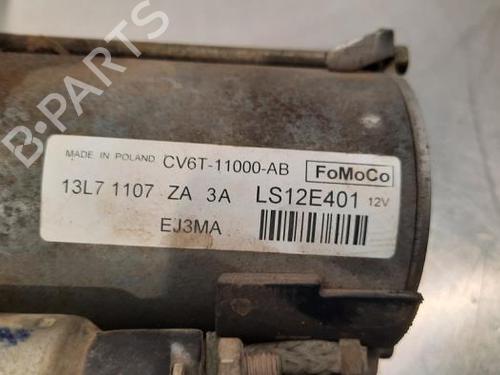 B-PARTS
MADE IN POLAND CV6T-11000-AB FoMoCo
13L7 1107 ZA 3A LS12E401 12V
EJ3MA